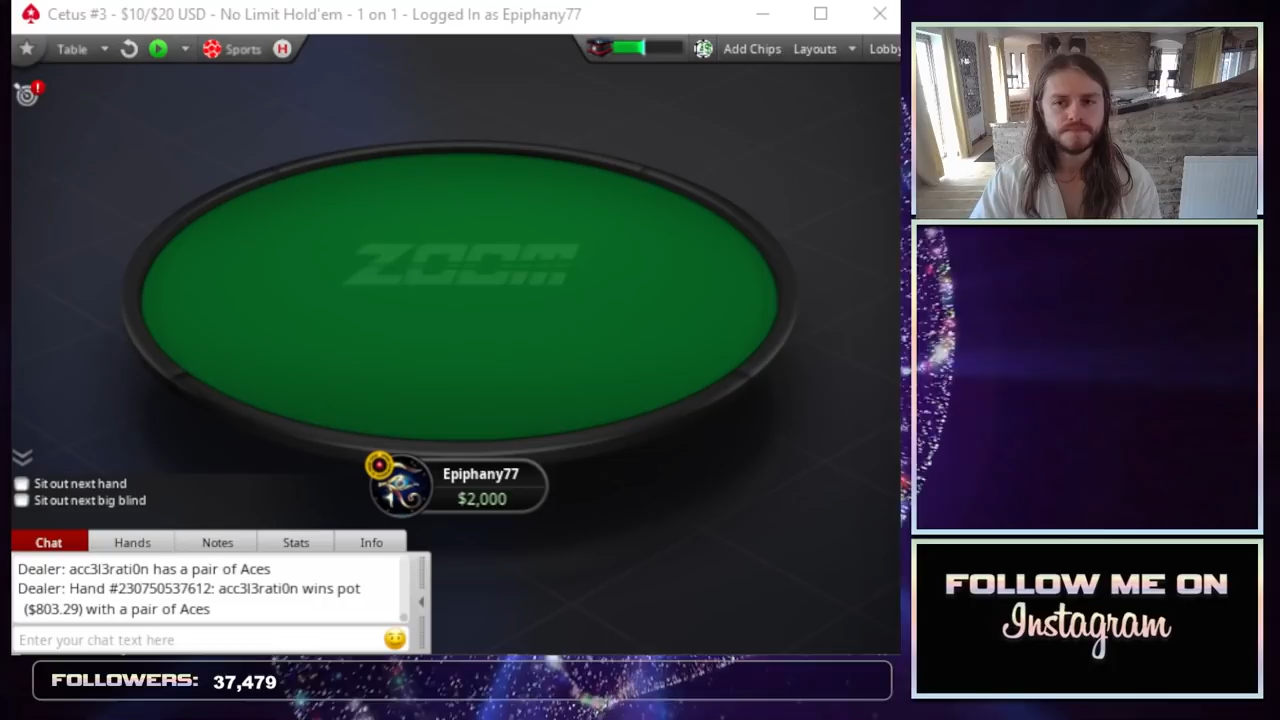 Cetus #3 - $10/$20 USD - No Limit Hold'em - 1 on 1 - Logged In as Epiphany77
Table
Sports
H
Add Chips
Layouts
Lobby
ZOOM
Sit out next hand
Sit out next big blind
Epiphany77
$2,000
Chat
Hands
Notes
Stats
Info
Dealer: acc3l3rati0n has a pair of Aces
Dealer: Hand #230750537612: acc3l3rati0n wins pot
($803.29) with a pair of Aces
Enter your chat text here
FOLLOWERS: 37,479
FOLLOW ME ON
Instagram